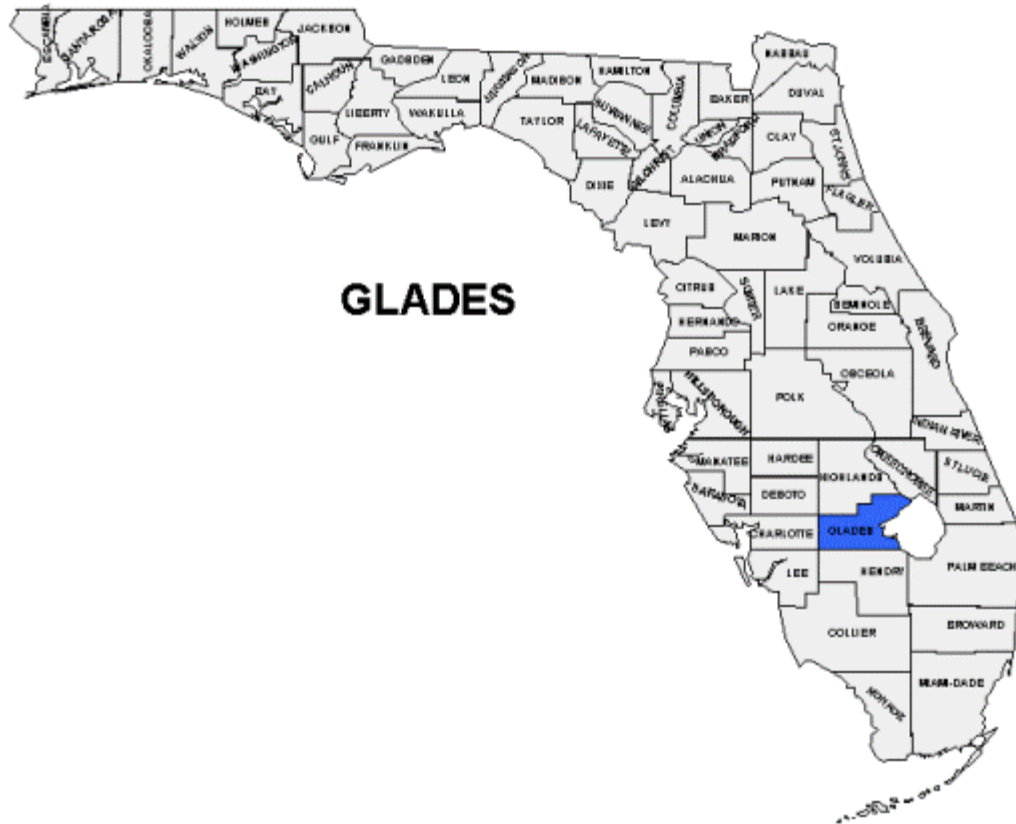 ESCAMBIA
SANTAROSA
OKALOOSA
WALTON
HOLMES
WASHINGTON
JACKSON
BAY
CALHOUN
GULF
GADSDEN
LIBERTY
FRANKLIN
LEON
WAKULLA
JEFFERSON
MADISON
TAYLOR
HAMILTON
SUWANNEE
LAFAYETTE
DIXIE
COLUMBIA
GILCHRIST
BAKER
UNION
BRADFORD
ALACHUA
LEVY
NASSAU
DUVAL
CLAY
ST JOHNS
PUTNAM
FLAGLER
MARION
VOLUSIA
CITRUS
SUMTER
LAKE
SEMINOLE
HERNANDO
ORANGE
BREVARD
PASCO
OSCEOLA
PINELLAS
HILLSBOROUGH
POLK
INDIAN RIVER
MANATEE
HARDEE
HIGHLANDS
OKEECHOBEE
ST LUCIE
SARASOTA
DESOTO
MARTIN
CHARLOTTE
GLADES
LEE
HENDRY
PALM BEACH
COLLIER
BROWARD
MONROE
MIAMI-DADE
GLADES